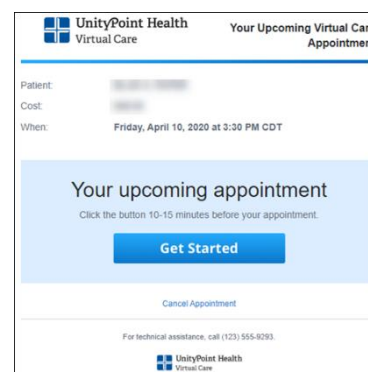 UnityPoint Health
Virtual Care
Your Upcoming Virtual Car
Appointmen
Patient:
Cost:
When: Friday, April 10, 2020 at 3:30 PM CDT
Your upcoming appointment
Click the button 10-15 minutes before your appointment.
Get Started
Cancel Appointment
For technical assistance, call (123) 555-9293.
UnityPoint Health
Virtual Care